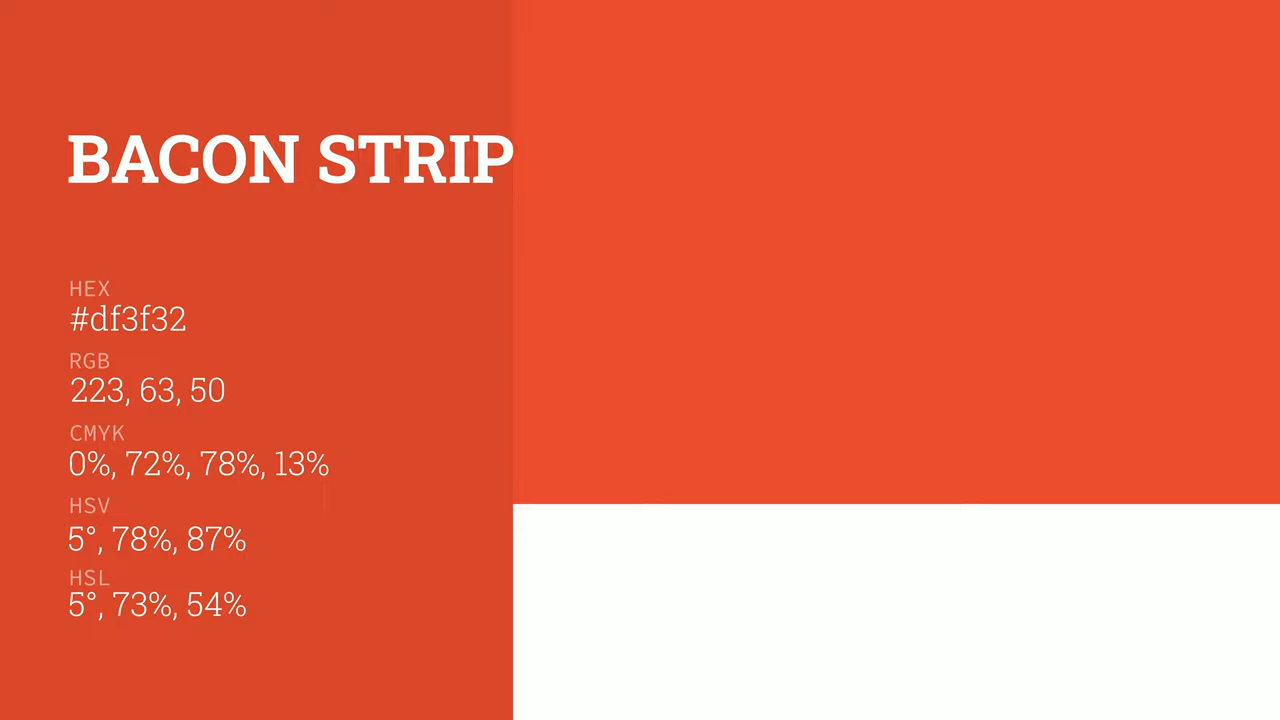 BACON STRIP
HEX
#df3f32
RGB
223, 63, 50
CMYK
0%, 72%, 78%, 13%
HSV
5°, 78%, 87%
HSL
5°, 73%, 54%